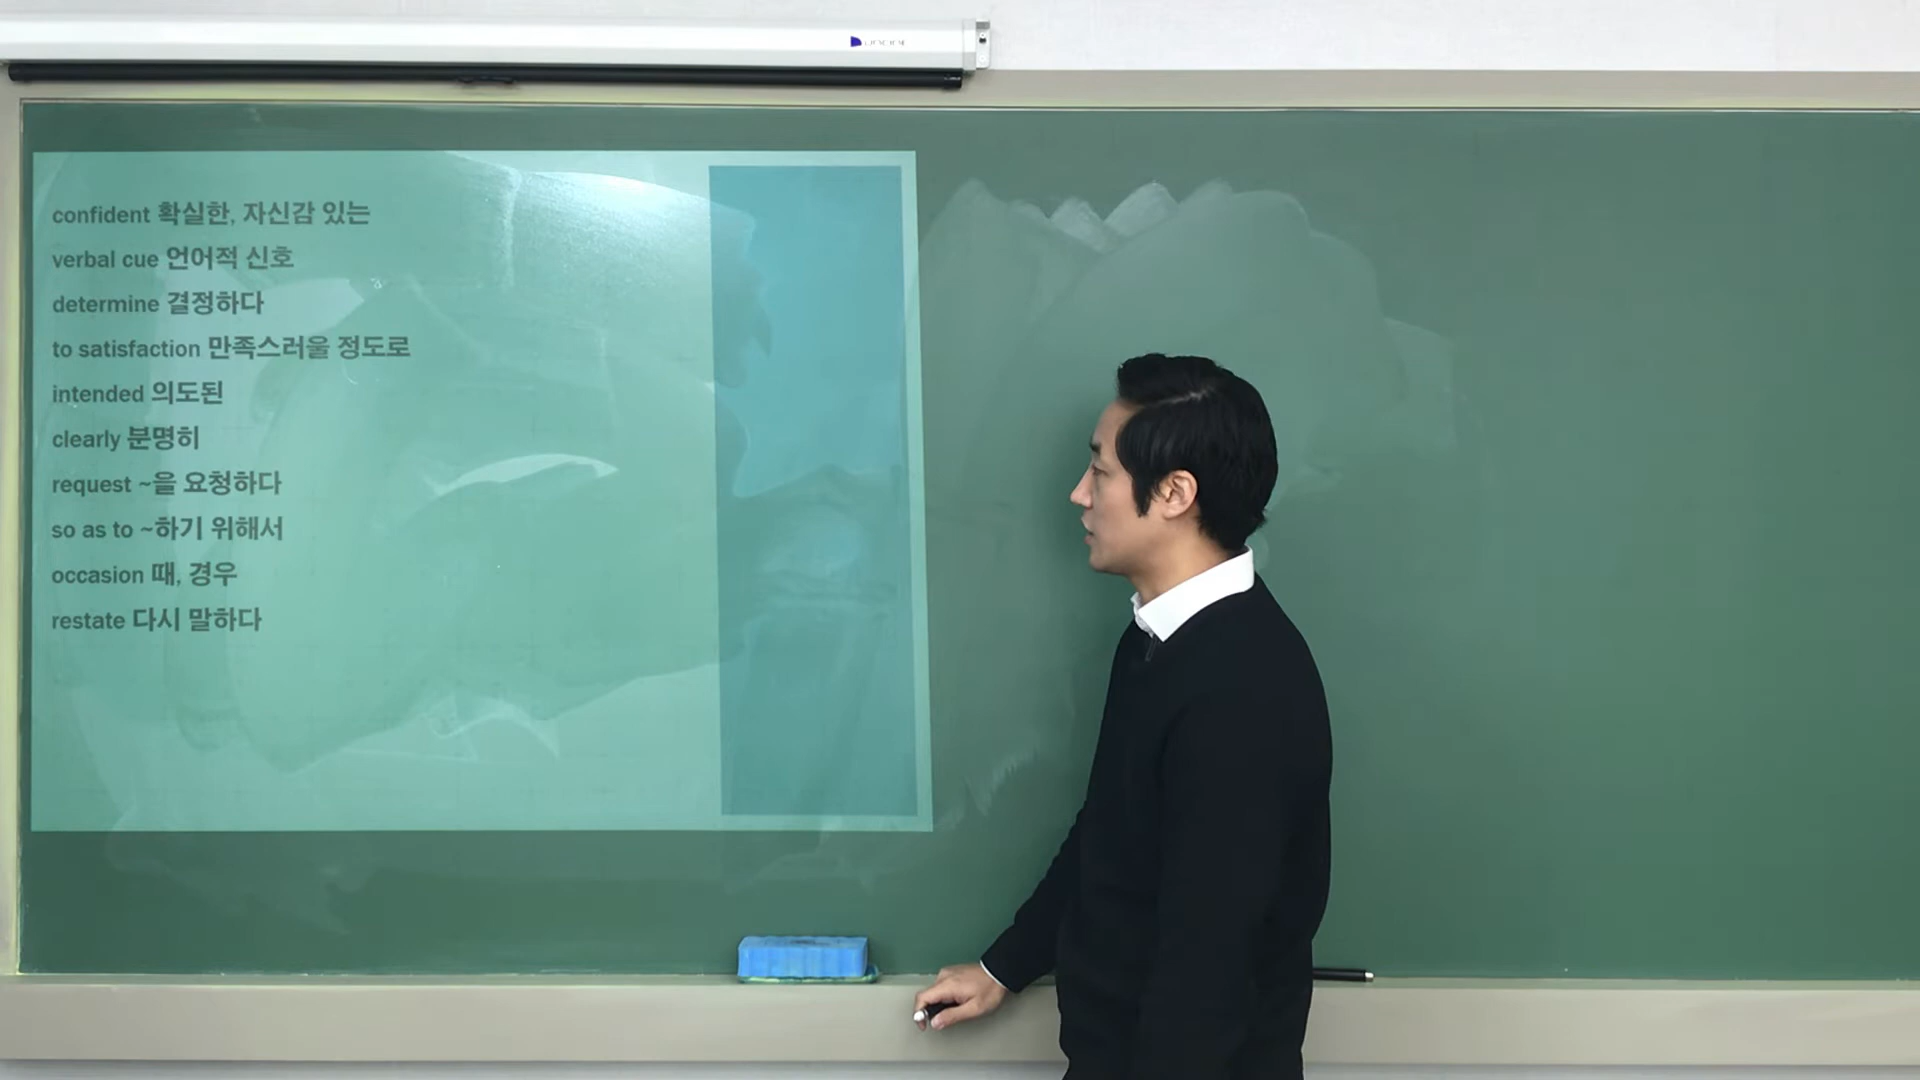 confident 확실한, 자신감 있는
verbal cue 언어적 신호
determine 결정하다
to satisfaction 만족스러울 정도로
intended 의도된
clearly 분명히
request ~을 요청하다
so as to ~하기 위해서
occasion 때, 경우
restate 다시 말하다